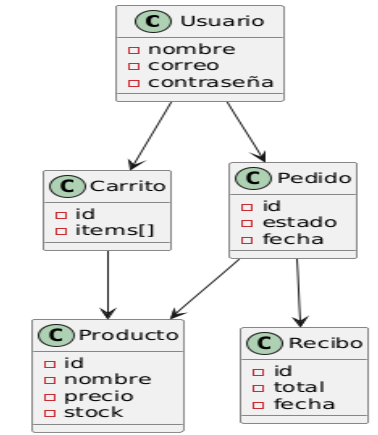 C Usuario
nombre
correo
contraseña
C Carrito
id
items[]
C Pedido
id
estado
fecha
C Producto
id
nombre
precio
stock
C Recibo
id
total
fecha